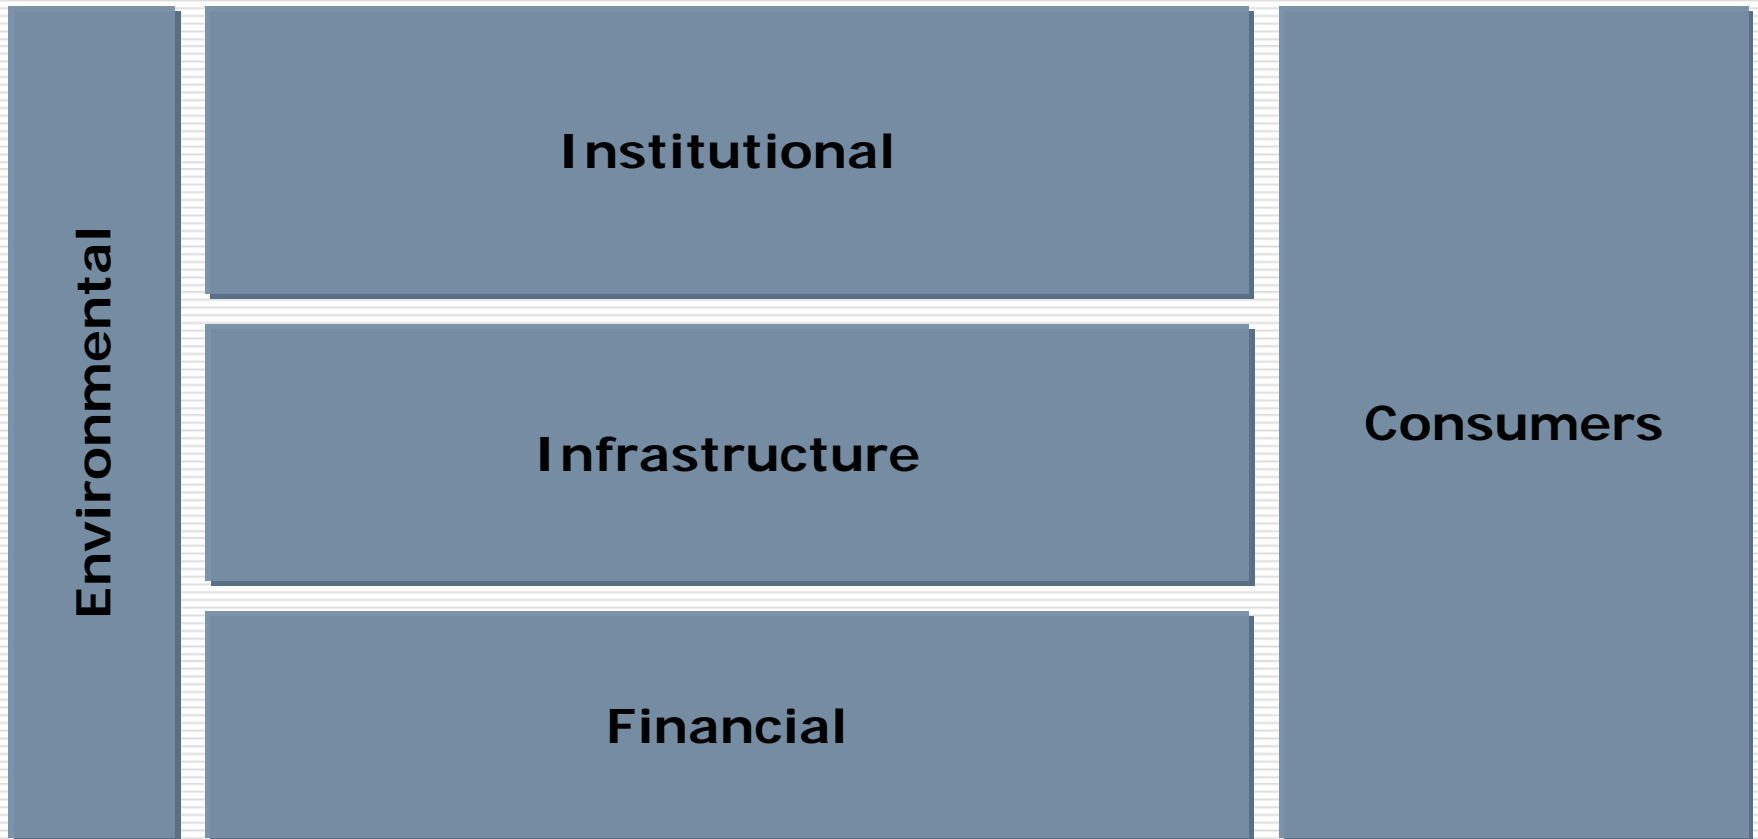 Environmental
Institutional
Infrastructure
Financial
Consumers